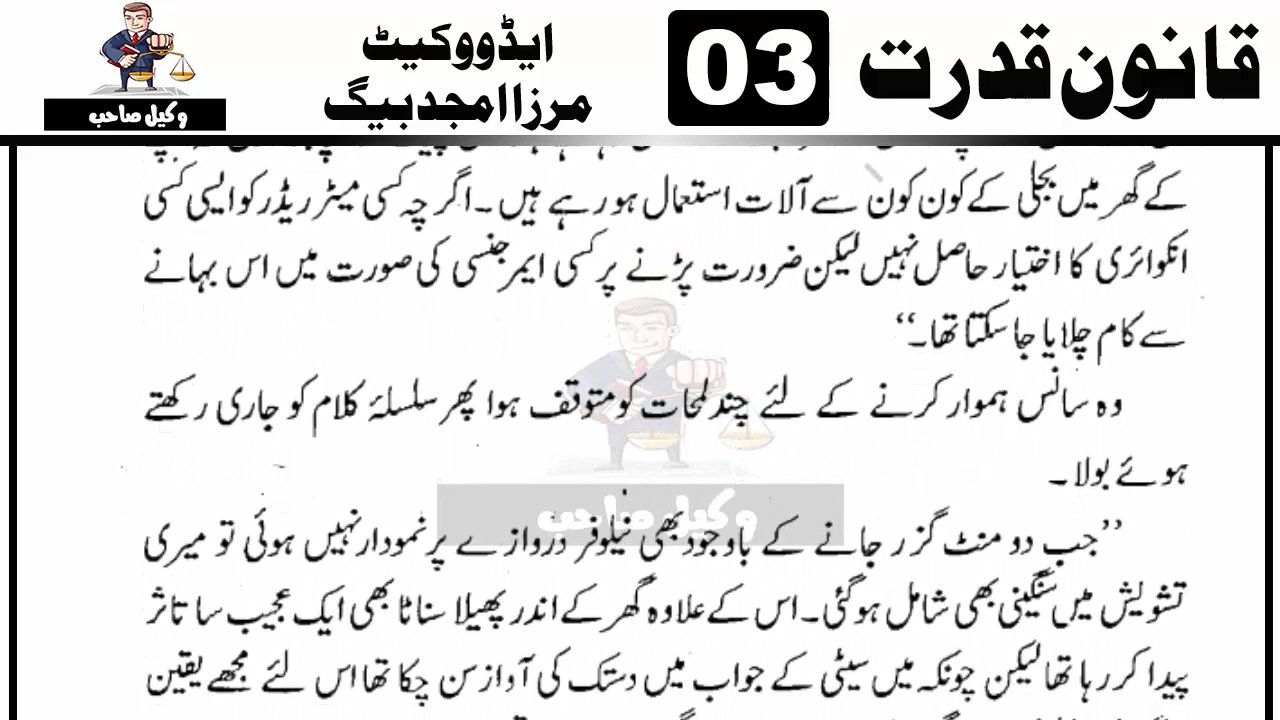 قانون قدرت
03
ایڈووکیٹ
مرزا امجد بیگ
وکیل صاحب
کے گھر میں بجلی کے کون کون سے آلات استعمال ہو رہے ہیں۔ اگر چہ کسی میٹر ریڈر کو ایسی کسی
انکوائری کا اختیار حاصل نہیں لیکن ضرورت پڑنے پر کسی ایمرجنسی کی صورت میں اس بہانے
سے کام چلایا جا سکتا تھا۔‘‘
وہ سانس ہموار کرنے کے لئے چند لمحات کو متوقف ہوا پھر سلسلۂ کلام کو جاری رکھتے
ہوئے بولا۔
وکیل صاحب
’’جب دو منٹ گزر جانے کے باوجود بھی نیلوفر دروازے پر نمودار نہیں ہوئی تو میری
تشویش میں سنگینی بھی شامل ہو گئی۔ اس کے علاوہ گھر کے اندر پھیلا سناٹا بھی ایک عجیب سا تاثر
پیدا کر رہا تھا لیکن چونکہ میں سیٹی کے جواب میں دستک کی آواز سن چکا تھا اس لئے مجھے یقین